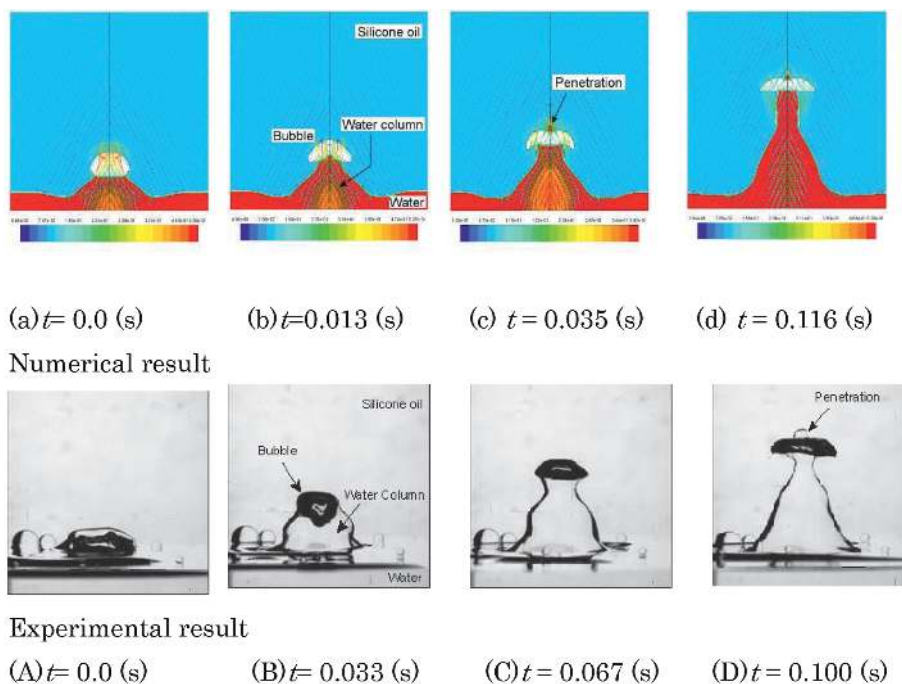 Silicone oil
Penetration
Water column
Bubble
Water
(a) t= 0.0 (s)
(b) t=0.013 (s)
(c) t = 0.035 (s)
(d) t = 0.116 (s)
Numerical result
Silicone oil
Penetration
Bubble
Water Column
Water
Experimental result
(A) t= 0.0 (s)
(B) t= 0.033 (s)
(C) t = 0.067 (s)
(D) t = 0.100 (s)